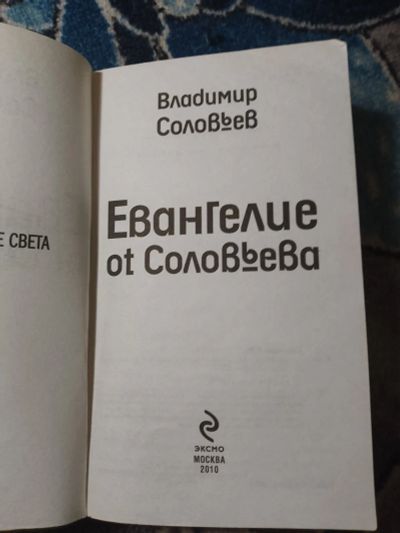 Е СВЕТА
Владимир
Соловьев
Евангелие
от Соловьева
ЭКСМО
МОСКВА
2010